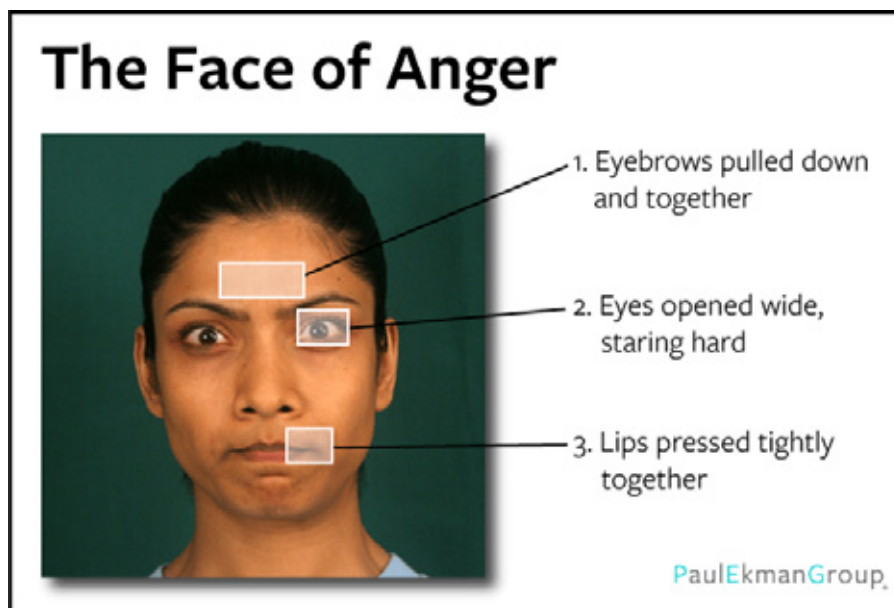 The Face of Anger
1. Eyebrows pulled down
and together
2. Eyes opened wide,
staring hard
3. Lips pressed tightly
together
PaulEkmanGroup